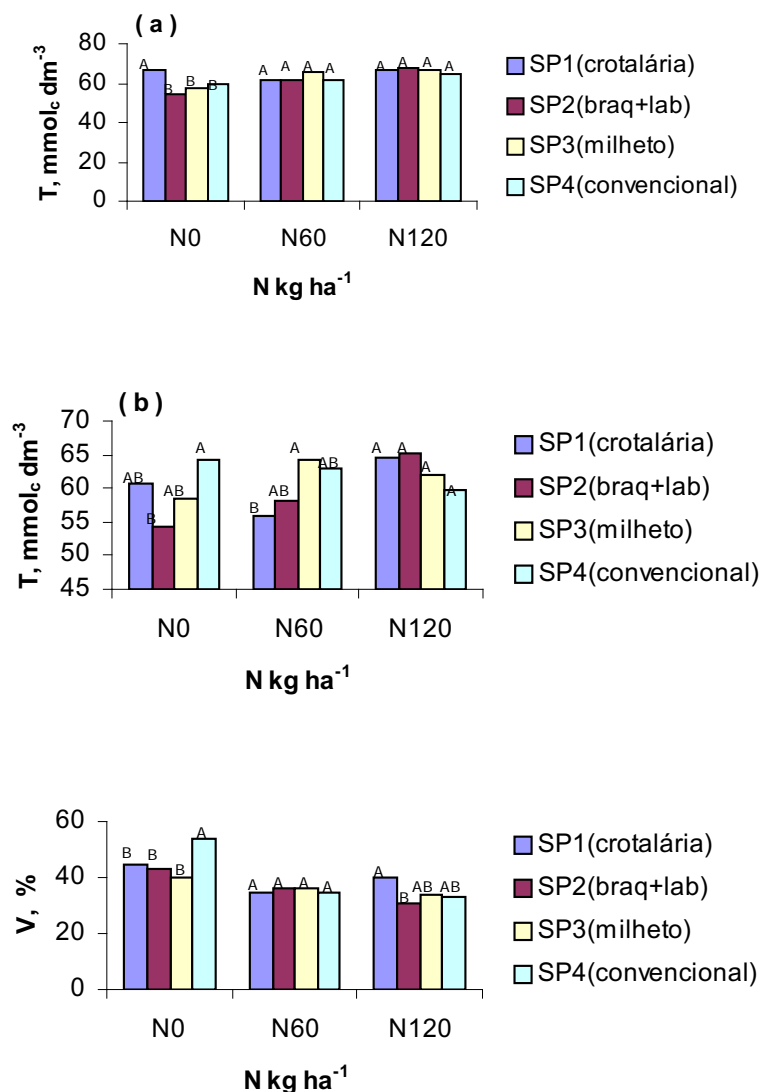 ( a )
80
60
40
20
0
T, mmolc dm-3
A B B B A A A A A A A A
N0 N60 N120
N kg ha-1
SP1(crotalária)
SP2(braq+lab)
SP3(milheto)
SP4(convencional)
( b )
70
65
60
55
50
45
T, mmolc dm-3
AB B AB A B AB A AB A A A A
N0 N60 N120
N kg ha-1
SP1(crotalária)
SP2(braq+lab)
SP3(milheto)
SP4(convencional)
60
40
20
0
V, %
B B B A A A A A A B AB AB
N0 N60 N120
N kg ha-1
SP1(crotalária)
SP2(braq+lab)
SP3(milheto)
SP4(convencional)